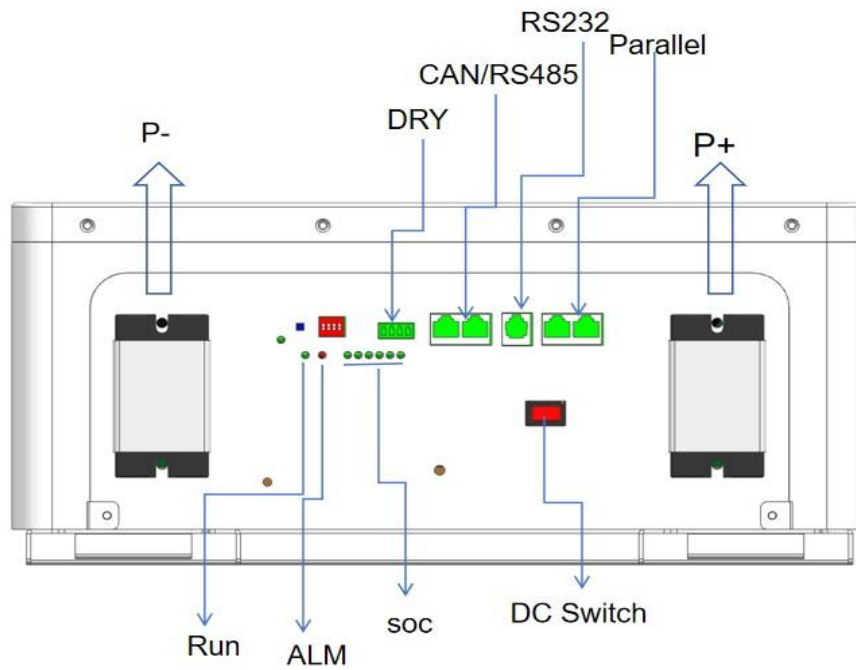 RS232
Parallel
CAN/RS485
DRY
P-
P+
Run
ALM
soc
DC Switch